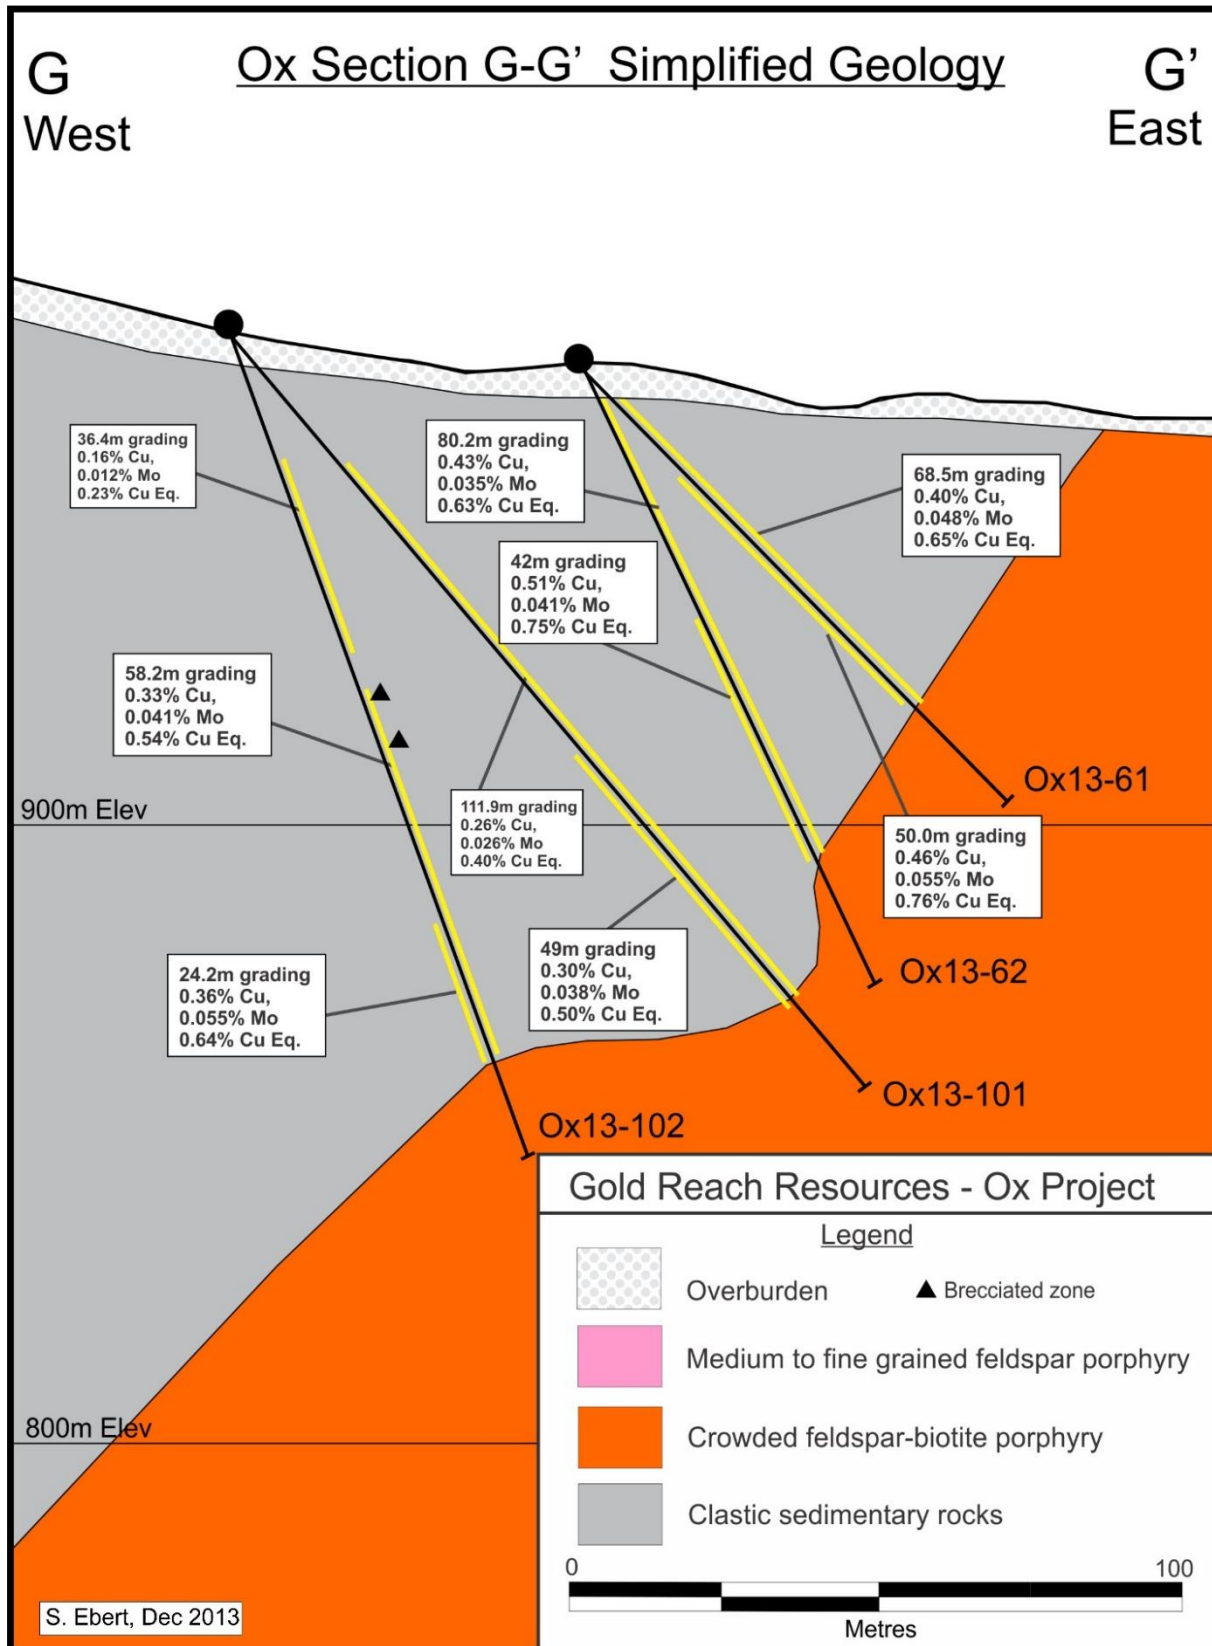 G
Ox Section G-G’ Simplified Geology
G’
West
East
36.4m grading
0.16% Cu,
0.012% Mo
0.23% Cu Eq.
80.2m grading
0.43% Cu,
0.035% Mo
0.63% Cu Eq.
68.5m grading
0.40% Cu,
0.048% Mo
0.65% Cu Eq.
42m grading
0.51% Cu,
0.041% Mo
0.75% Cu Eq.
58.2m grading
0.33% Cu,
0.041% Mo
0.54% Cu Eq.
Ox13-61
900m Elev
111.9m grading
0.26% Cu,
0.026% Mo
0.40% Cu Eq.
50.0m grading
0.46% Cu,
0.055% Mo
0.76% Cu Eq.
49m grading
0.30% Cu,
0.038% Mo
0.50% Cu Eq.
24.2m grading
0.36% Cu,
0.055% Mo
0.64% Cu Eq.
Ox13-62
Ox13-101
Ox13-102
Gold Reach Resources - Ox Project
Legend
Overburden
Brecciated zone
Medium to fine grained feldspar porphyry
Crowded feldspar-biotite porphyry
Clastic sedimentary rocks
800m Elev
0
100
Metres
S. Ebert, Dec 2013